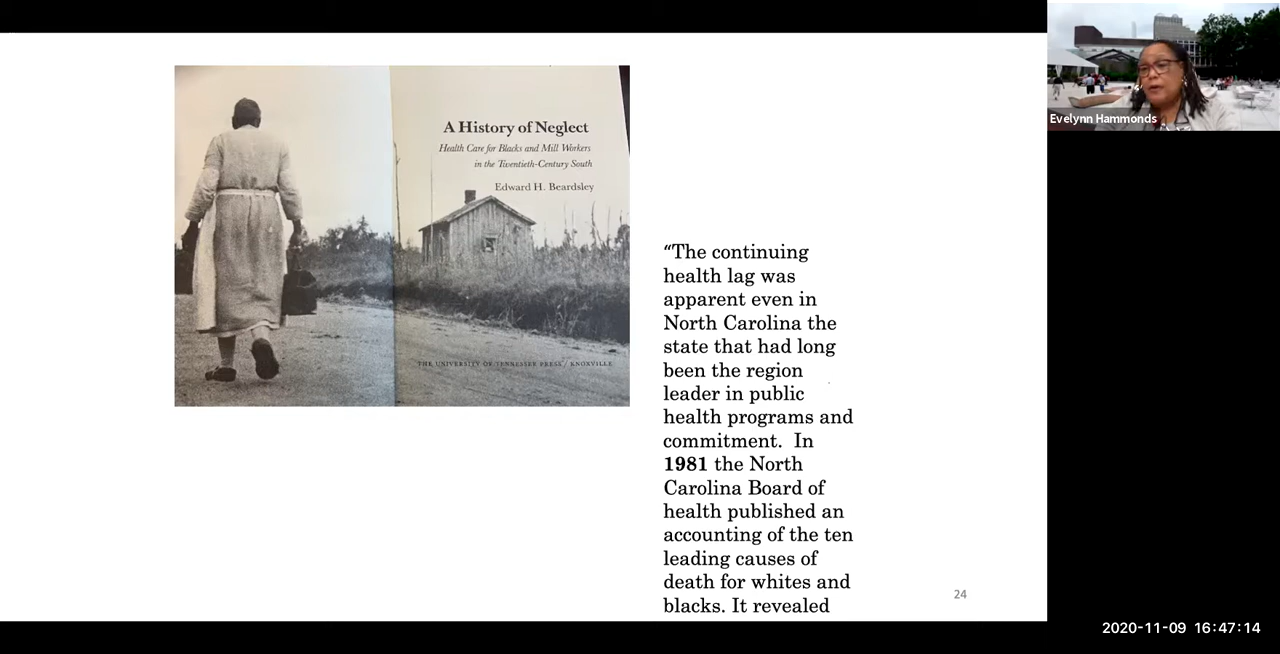 A History of Neglect
Health Care for Blacks and Mill Workers
in the Twentieth-Century South
Edward H. Beardsley
THE UNIVERSITY OF TENNESSEE PRESS / KNOXVILLE
“The continuing
health lag was
apparent even in
North Carolina the
state that had long
been the region
leader in public
health programs and
commitment.  In
1981 the North
Carolina Board of
health published an
accounting of the ten
leading causes of
death for whites and
blacks. It revealed
24
Evelynn Hammonds
2020-11-09 16:47:14